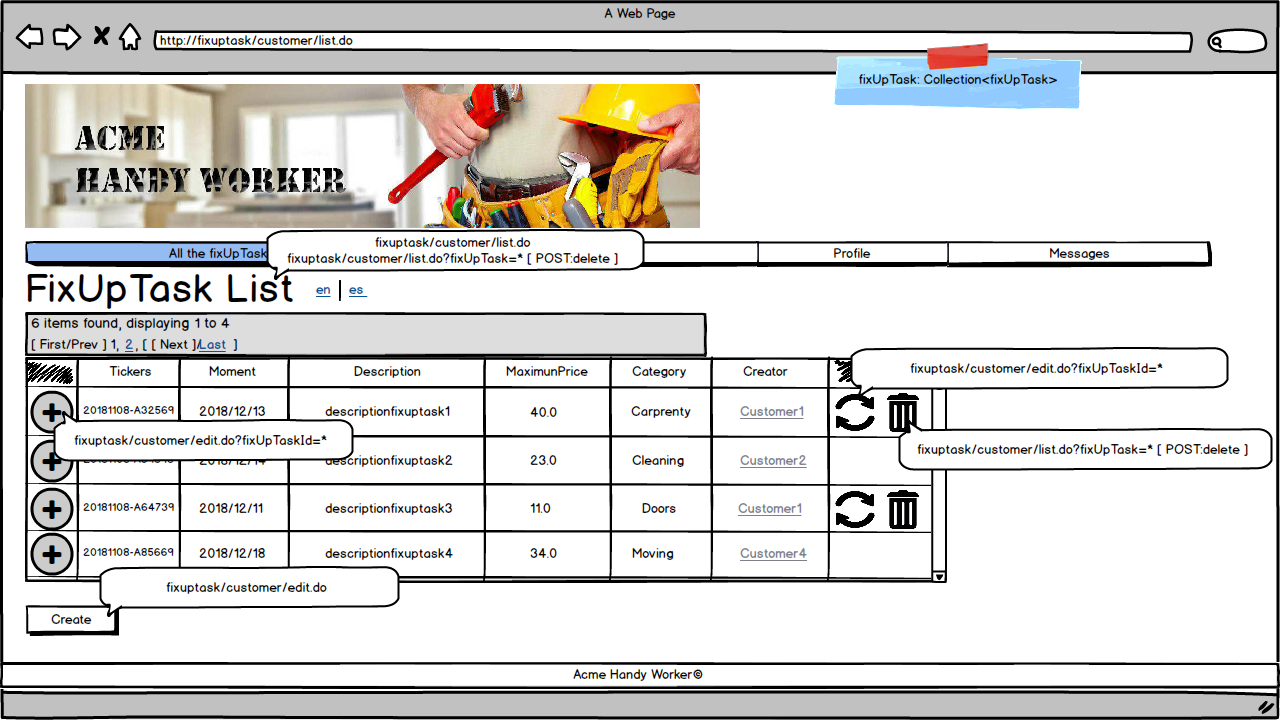 A Web Page
http://fixuptask/customer/list.do
fixUpTask: Collection<fixUpTask>
ACME
HANDY WORKER
All the fixUpTask
fixuptask/customer/list.do
fixuptask/customer/list.do?fixUpTask=* [ POST:delete ]
Profile
Messages
FixUpTask List
en | es
6 items found, displaying 1 to 4
[ First/Prev ] 1, 2 , [ [ Next ]/Last ]
Tickers Moment Description MaximunPrice Category Creator
fixuptask/customer/edit.do?fixUpTaskId=*
20181108-A32569 2018/12/13 descriptionfixuptask1 40.0 Carprenty Customer1
fixuptask/customer/edit.do?fixUpTaskId=*
fixuptask/customer/list.do?fixUpTask=* [ POST:delete ]
descriptionfixuptask2 23.0 Cleaning Customer2
20181108-A64739 2018/12/11 descriptionfixuptask3 11.0 Doors Customer1
20181108-A85669 2018/12/18 descriptionfixuptask4 34.0 Moving Customer4
fixuptask/customer/edit.do
Create
Acme Handy Worker©